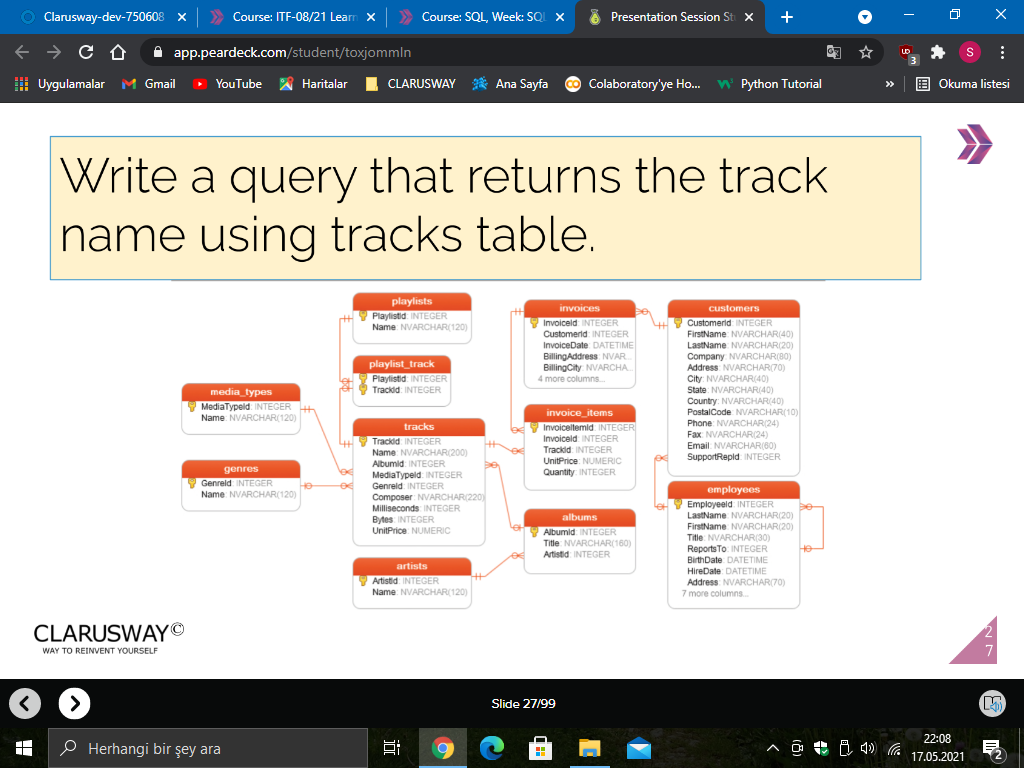 Clarusway-dev-750608
Course: ITF-08/21 Learn
Course: SQL, Week: SQL
Presentation Session St
app.peardeck.com/student/toxjommln
3
S
Uygulamalar
Gmail
YouTube
Haritalar
CLARUSWAY
Ana Sayfa
Colaboratory'ye Ho...
Python Tutorial
»
Okuma listesi
Write a query that returns the track
name using tracks table.
playlists
PlaylistId: INTEGER
Name: NVARCHAR(120)
playlist_track
PlaylistId: INTEGER
TrackId: INTEGER
media_types
MediaTypeId: INTEGER
Name: NVARCHAR(120)
genres
GenreId: INTEGER
Name: NVARCHAR(120)
tracks
TrackId: INTEGER
Name: NVARCHAR(200)
AlbumId: INTEGER
MediaTypeId: INTEGER
GenreId: INTEGER
Composer: NVARCHAR(220)
Milliseconds: INTEGER
Bytes: INTEGER
UnitPrice: NUMERIC
artists
ArtistId: INTEGER
Name: NVARCHAR(120)
invoices
InvoiceId: INTEGER
CustomerId: INTEGER
InvoiceDate: DATETIME
BillingAddress: NVAR...
BillingCity: NVARCHA...
4 more columns...
invoice_items
InvoiceItemId: INTEGER
InvoiceId: INTEGER
TrackId: INTEGER
UnitPrice: NUMERIC
Quantity: INTEGER
albums
AlbumId: INTEGER
Title: NVARCHAR(160)
ArtistId: INTEGER
customers
CustomerId: INTEGER
FirstName: NVARCHAR(40)
LastName: NVARCHAR(20)
Company: NVARCHAR(80)
Address: NVARCHAR(70)
City: NVARCHAR(40)
State: NVARCHAR(40)
Country: NVARCHAR(40)
PostalCode: NVARCHAR(10)
Phone: NVARCHAR(24)
Fax: NVARCHAR(24)
Email: NVARCHAR(60)
SupportRepId: INTEGER
employees
EmployeeId: INTEGER
LastName: NVARCHAR(20)
FirstName: NVARCHAR(20)
Title: NVARCHAR(30)
ReportsTo: INTEGER
BirthDate: DATETIME
HireDate: DATETIME
Address: NVARCHAR(70)
7 more columns...
CLARUSWAY©
WAY TO REINVENT YOURSELF
2
7
Slide 27/99
Herhangi bir şey ara
22:08
17.05.2021
2